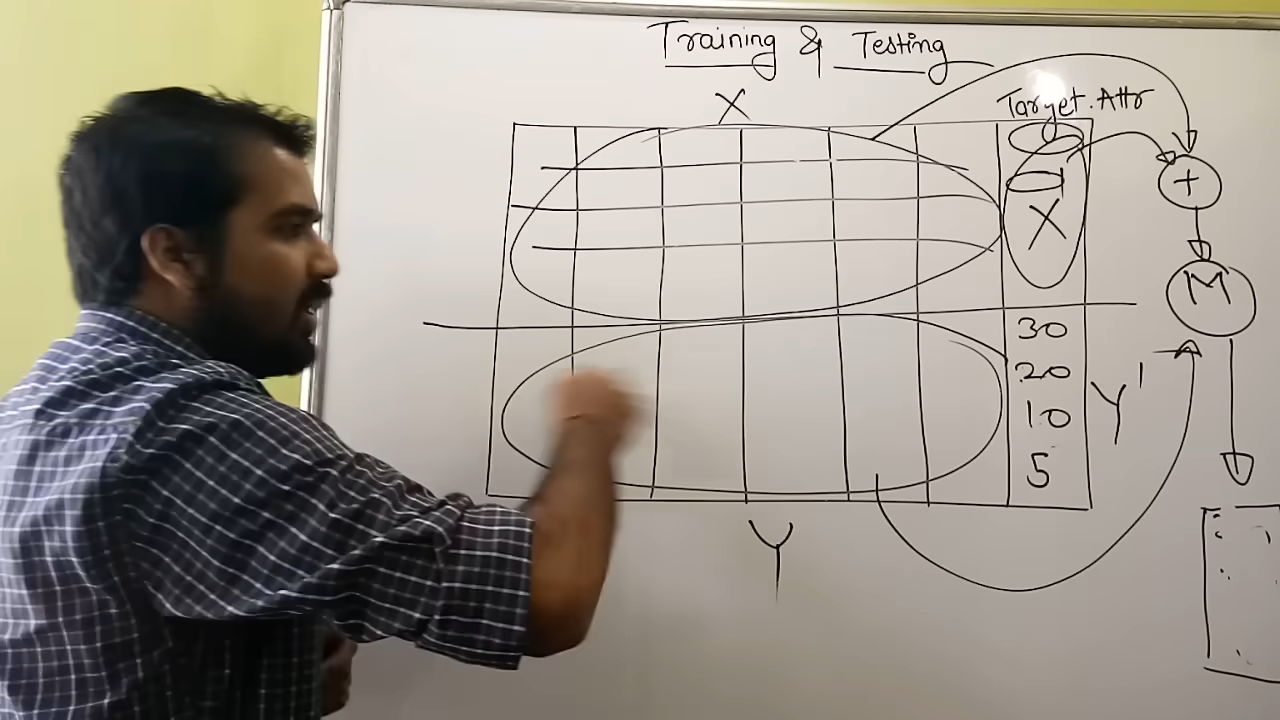 Training & Testing
X
Target Attr
+
X
M
30
20
Y'
10
5
Y